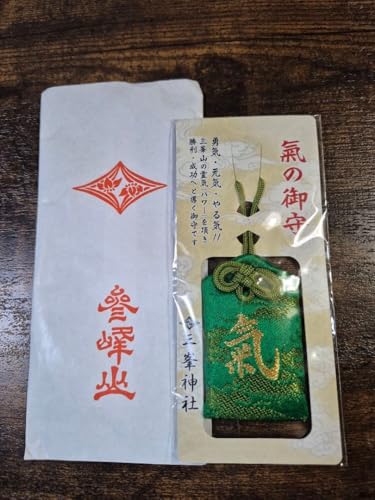 參峰山
氣の御守
勇氣・元気・やる気!!
三峯山の霊気(パワー)を頂き
勝利・成功へと導く御守です
三峯神社
氣